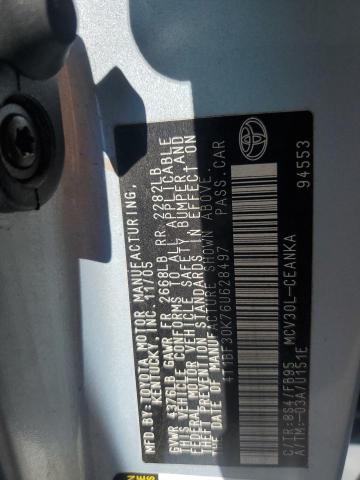 MFD. BY: TOYOTA MOTOR MANUFACTURING,
KENTUCKY, INC. 11/05
GVWR 4376LB GAWR FR 2668LB RR 2282LB
THIS VEHICLE CONFORMS TO ALL APPLICABLE
FEDERAL MOTOR VEHICLE SAFETY, BUMPER, AND
THEFT PREVENTION STANDARDS IN EFFECT ON
THE DATE OF MANUFACTURE SHOWN ABOVE.
4T1BF30K76U628497 PASS.CAR
C/TR: 8S4/FB95 MCV30L-CEANKA
A/TM:-03A/U151E 94553